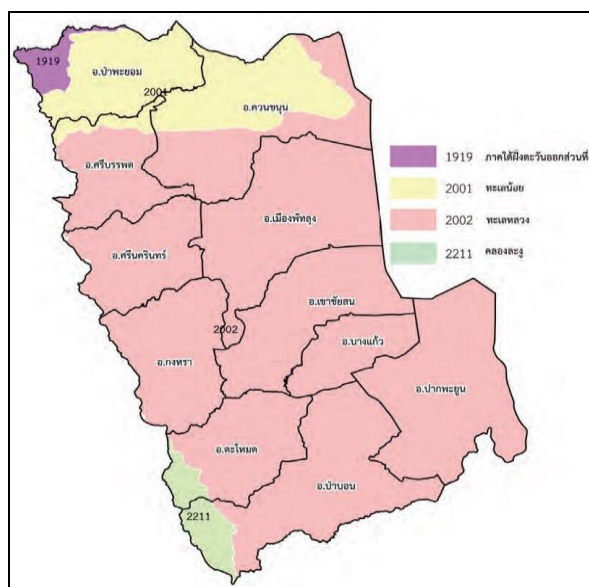 1919
อ.ป่าพะยอม
2001
อ.ควนขนุน
อ.ศรีบรรพต
อ.เมืองพัทลุง
อ.ศรีนครินทร์
อ.เขาชัยสน
2002
อ.บางแก้ว
อ.กงหรา
อ.ปากพะยูน
อ.ตะโหมด
อ.ป่าบอน
2211
1919 ภาคใต้ฝั่งตะวันออกส่วนที่
2001 ทะเลน้อย
2002 ทะเลหลวง
2211 คลองละงู